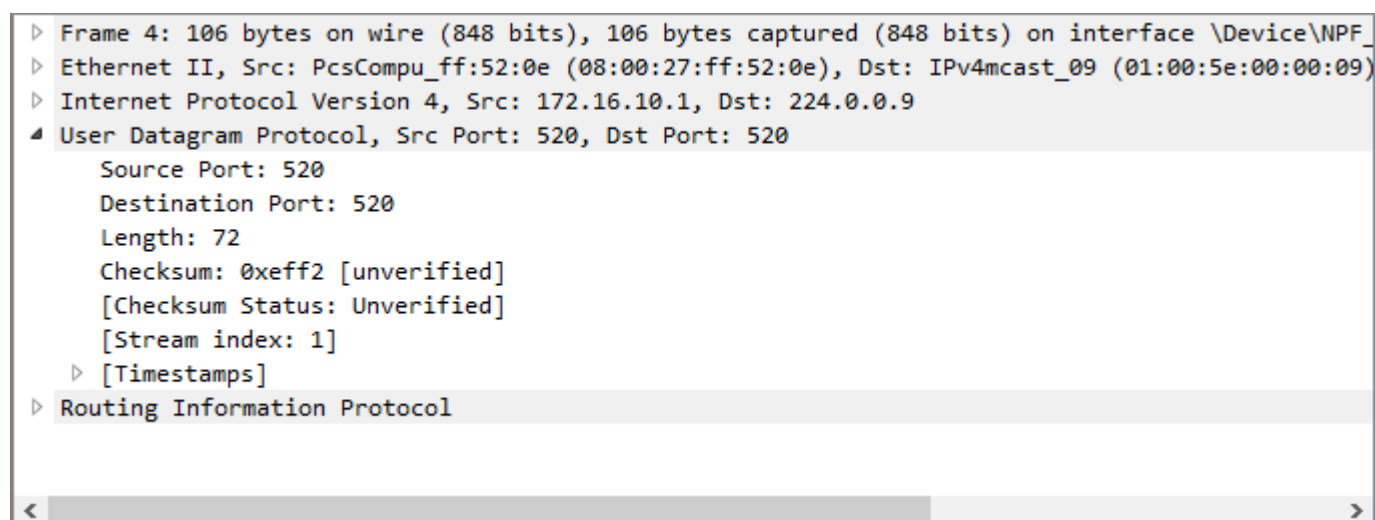 Frame 4: 106 bytes on wire (848 bits), 106 bytes captured (848 bits) on interface \Device\NPF_
Ethernet II, Src: PcsCompu_ff:52:0e (08:00:27:ff:52:0e), Dst: IPv4mcast_09 (01:00:5e:00:00:09)
Internet Protocol Version 4, Src: 172.16.10.1, Dst: 224.0.0.9
User Datagram Protocol, Src Port: 520, Dst Port: 520
Source Port: 520
Destination Port: 520
Length: 72
Checksum: 0xeff2 [unverified]
[Checksum Status: Unverified]
[Stream index: 1]
[Timestamps]
Routing Information Protocol